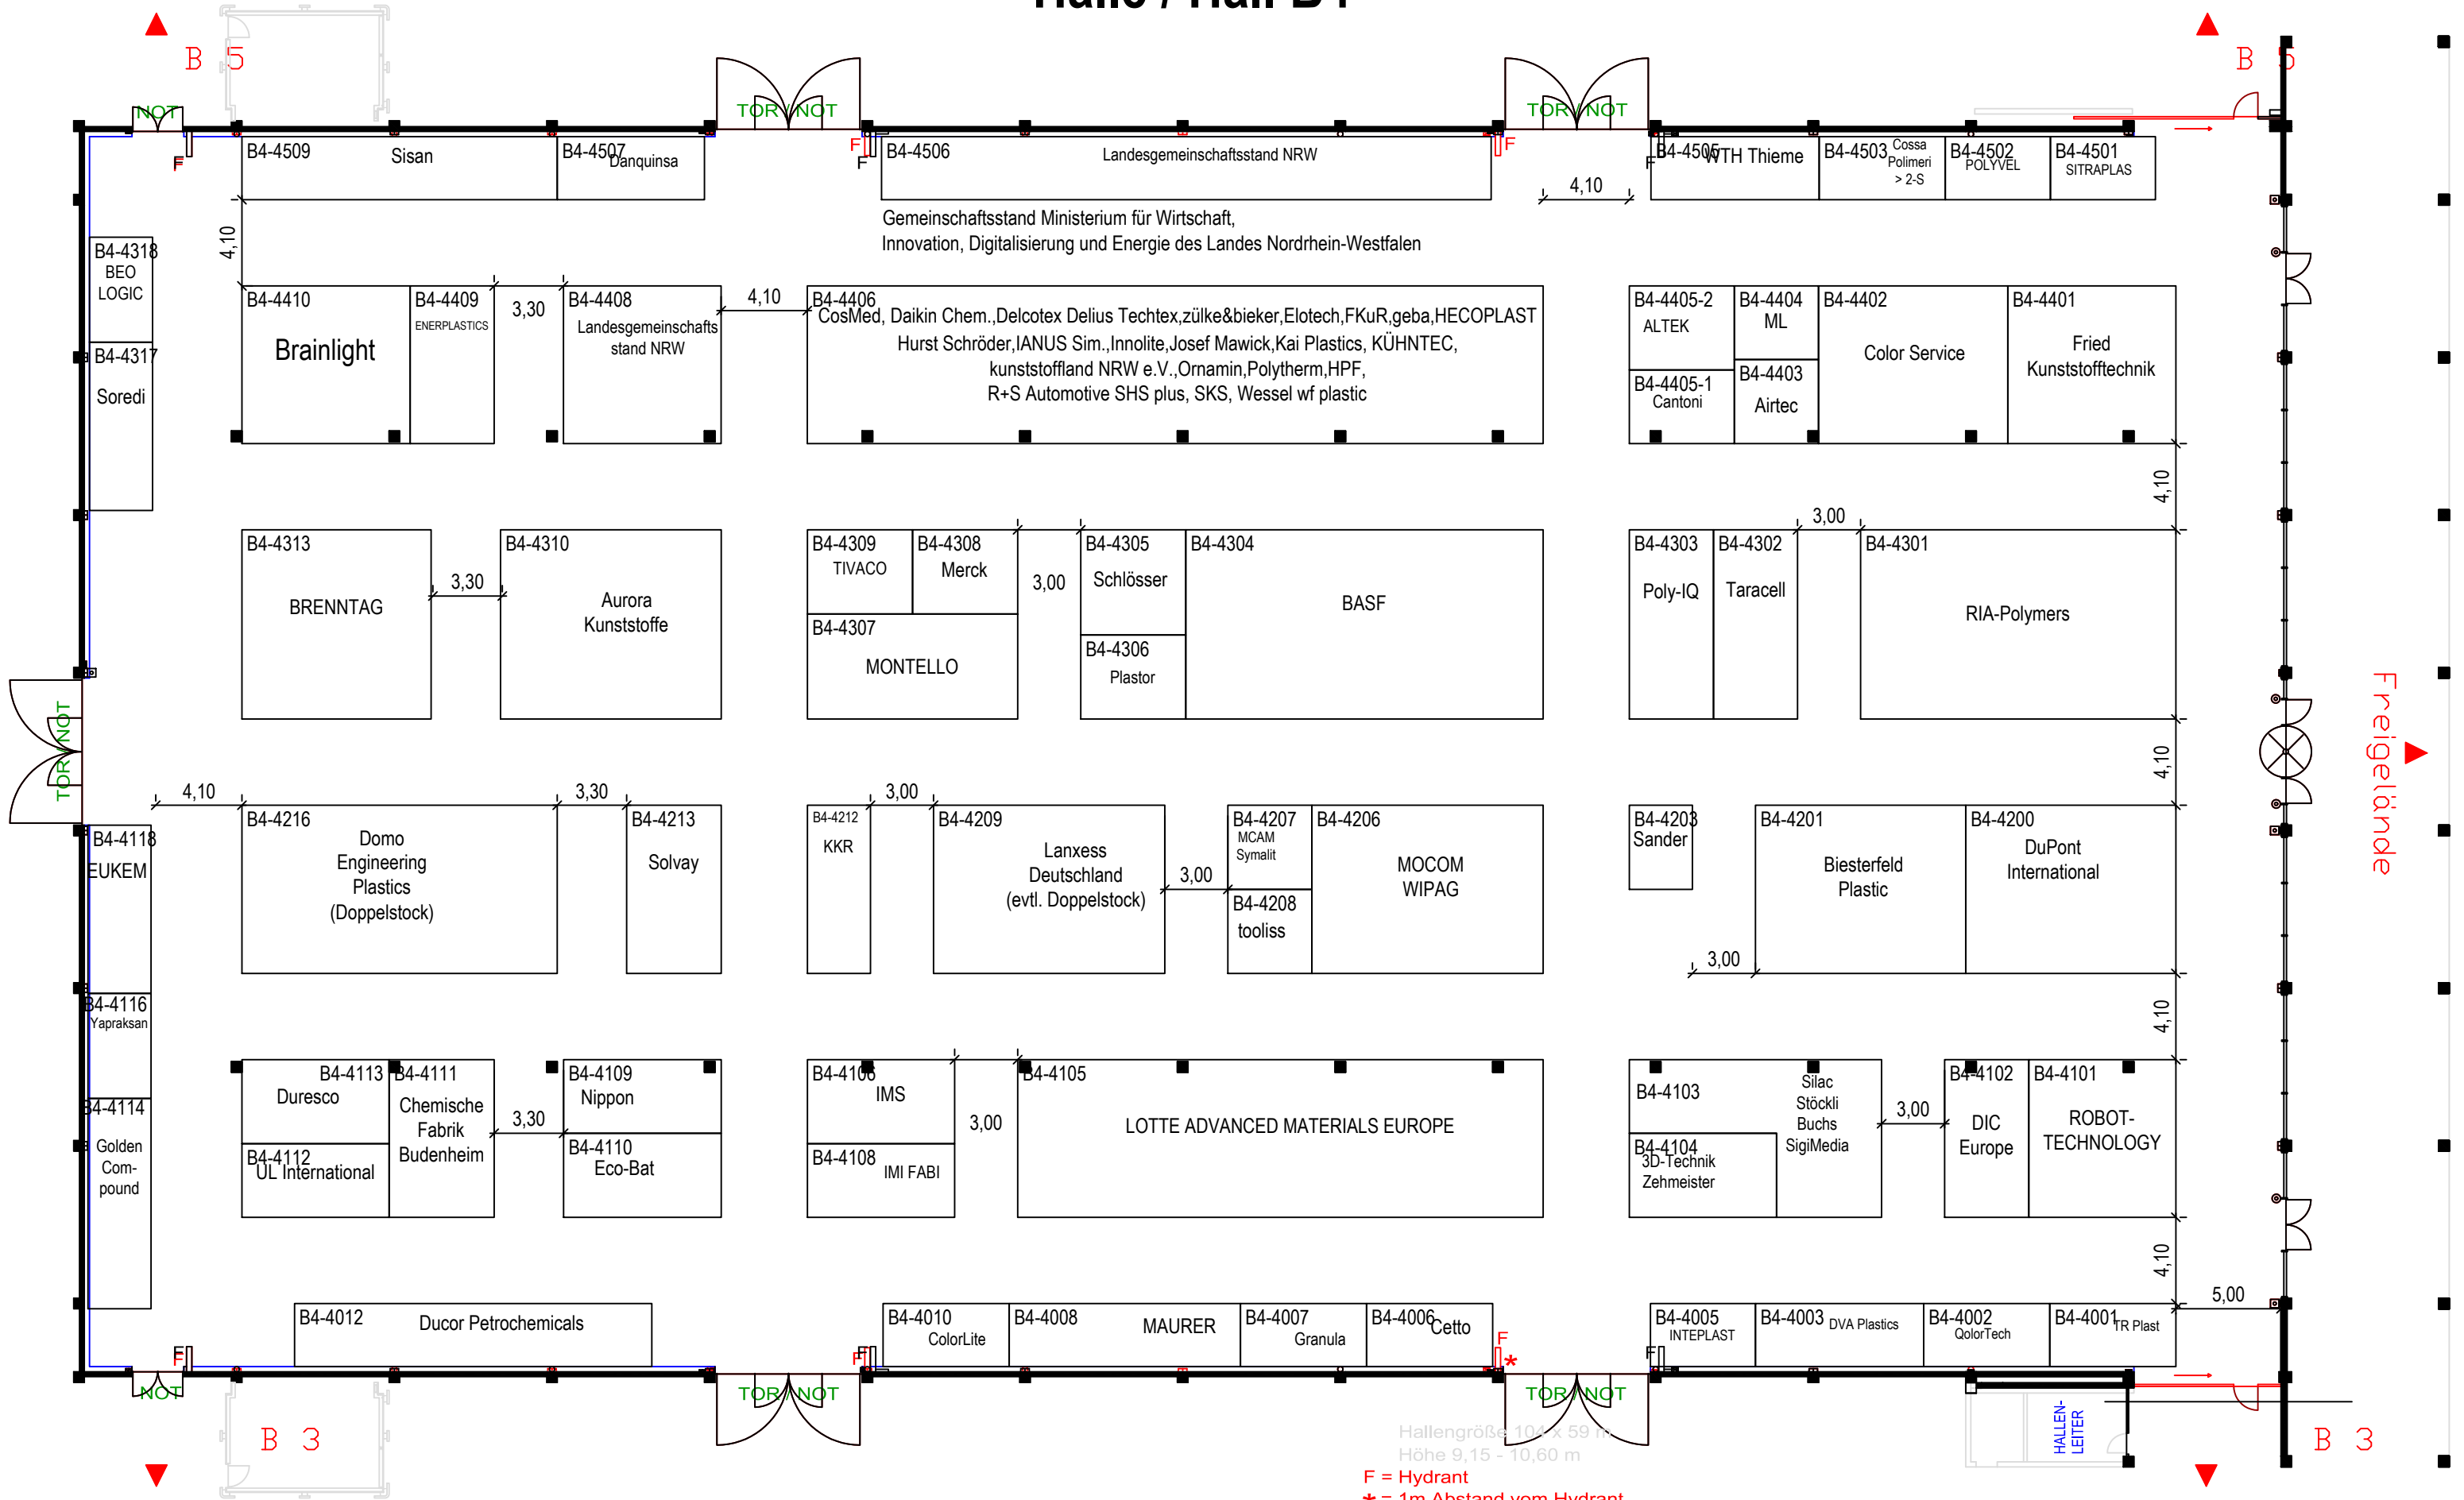 B 5
B 5
NOT
TOR / NOT
TOR / NOT
F
F
F
F
F
F
B4-4509
Sisan
B4-4507
Danquinsa
B4-4506
Landesgemeinschaftsstand NRW
B4-4505
WTH Thieme
B4-4503
Cossa
Polimeri
> 2-S
B4-4502
POLYVEL
B4-4501
SITRAPLAS
4,10
4,10
Gemeinschaftsstand Ministerium für Wirtschaft,
Innovation, Digitalisierung und Energie des Landes Nordrhein-Westfalen
B4-4318
BEO
LOGIC
B4-4317
Soredi
B4-4410
Brainlight
B4-4409
ENERPLASTICS
3,30
B4-4408
Landesgemeinschafts
stand NRW
4,10
B4-4406
CosMed, Daikin Chem.,Delcotex Delius Techtex,zülke&bieker,Elotech,FKuR,geba,HECOPLAST
Hurst Schröder,IANUS Sim.,Innolite,Josef Mawick,Kai Plastics, KÜHNTEC,
kunststoffland NRW e.V.,Ornamin,Polytherm,HPF,
R+S Automotive SHS plus, SKS, Wessel wf plastic
B4-4405-2
ALTEK
B4-4405-1
Cantoni
B4-4404
ML
B4-4403
Airtec
B4-4402
Color Service
B4-4401
Fried
Kunststofftechnik
4,10
B4-4313
BRENNTAG
3,30
B4-4310
Aurora
Kunststoffe
B4-4309
TIVACO
B4-4308
Merck
B4-4307
MONTELLO
3,00
B4-4305
Schlösser
B4-4306
Plastor
B4-4304
BASF
B4-4303
Poly-IQ
B4-4302
Taracell
3,00
B4-4301
RIA-Polymers
TOR / NOT
4,10
Freigelände
4,10
B4-4216
Domo
Engineering
Plastics
(Doppelstock)
3,30
B4-4213
Solvay
B4-4212
KKR
3,00
B4-4209
Lanxess
Deutschland
(evtl. Doppelstock)
3,00
B4-4207
MCAM
Symalit
B4-4208
tooliss
B4-4206
MOCOM
WIPAG
B4-4203
Sander
3,00
B4-4201
Biesterfeld
Plastic
B4-4200
DuPont
International
B4-4118
EUKEM
B4-4116
Yapraksan
B4-4114
Golden
Com-
pound
4,10
B4-4113
Duresco
B4-4112
UL International
B4-4111
Chemische
Fabrik
Budenheim
3,30
B4-4109
Nippon
B4-4110
Eco-Bat
B4-4106
IMS
B4-4108
IMI FABI
3,00
B4-4105
LOTTE ADVANCED MATERIALS EUROPE
B4-4103
Silac
Stöckli
Buchs
SigiMedia
B4-4104
3D-Technik
Zehmeister
3,00
B4-4102
DIC
Europe
B4-4101
ROBOT-
TECHNOLOGY
4,10
5,00
B4-4012
Ducor Petrochemicals
B4-4010
ColorLite
B4-4008
MAURER
B4-4007
Granula
B4-4006
Cetto
B4-4005
INTEPLAST
B4-4003
DVA Plastics
B4-4002
QolorTech
B4-4001
TR Plast
F
F
F
F
F
F
*
NOT
TOR / NOT
TOR / NOT
B 3
B 3
HALLEN-
LEITER
Hallengröße 104 x 59 m
Höhe 9,15 - 10,60 m
F = Hydrant
* = 1m Abstand vom Hydrant